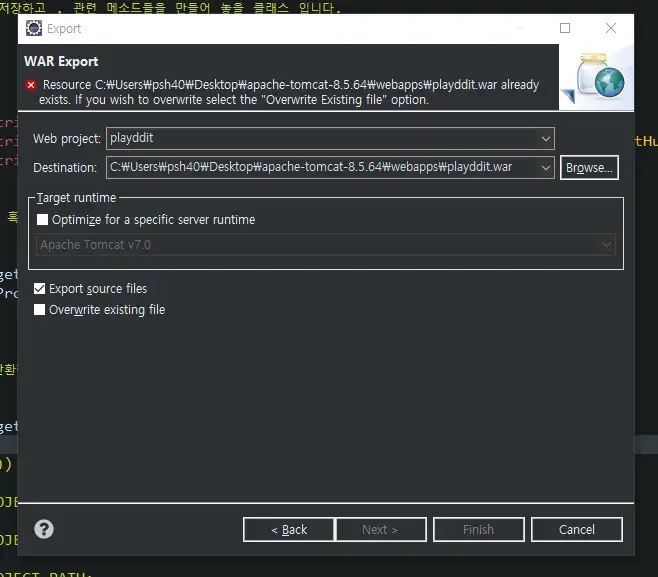 저장하고 , 관련 메소드들을 만들어 놓을 클래스 입니다.
Export
WAR Export
Resource C:₩Users₩psh40₩Desktop₩apache-tomcat-8.5.64₩webapps₩playddit.war already
exists. If you wish to overwrite select the "Overwrite Existing file" option.
Web project: playddit
Destination: C:₩Users₩psh40₩Desktop₩apache-tomcat-8.5.64₩webapps₩playddit.war Browse...
Target runtime
Optimize for a specific server runtime
Apache Tomcat v7.0
Export source files
Overwrite existing file
< Back Next > Finish Cancel